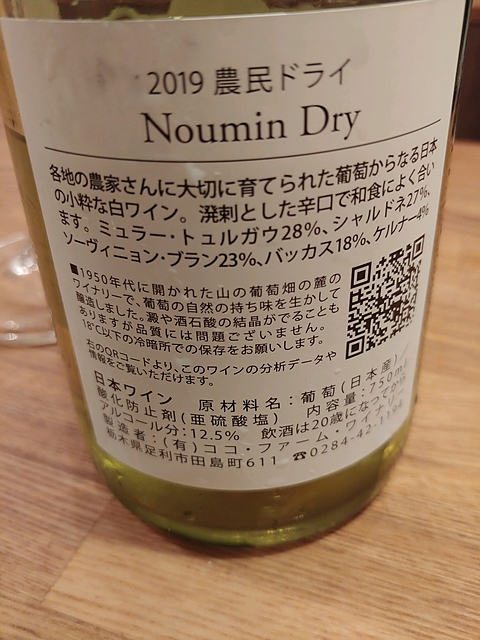 2019 農民ドライ
Noumin Dry
各地の農家さんに大切に育てられた葡萄からなる日本
の小粋な白ワイン。溌剌とした辛口で和食によく合い
ます。ミュラー・トュルガウ28%、シャルドネ27%、
ソーヴィニョン・ブラン23%、バッカス18%、ケルナー4%
■1950年代に開かれた山の葡萄畑の麓の
ワイナリーで、葡萄の自然の持ち味を生かして
醸造しました。澱や酒石酸の結晶がでることも
ありますが品質には問題ございません。
18℃以下の冷暗所での保存をお願いします。
右のQRコードより、このワインの分析データや
情報をご覧いただけます。
日本ワイン 原材料名：葡萄(日本産)
酸化防止剤(亜硫酸塩) 内容量：750ml
アルコール分：12.5% 飲酒は20歳になってから
製造者：(有)ココ・ファーム・ワイナリー
栃木県足利市田島町611 ☎0284-42-1194